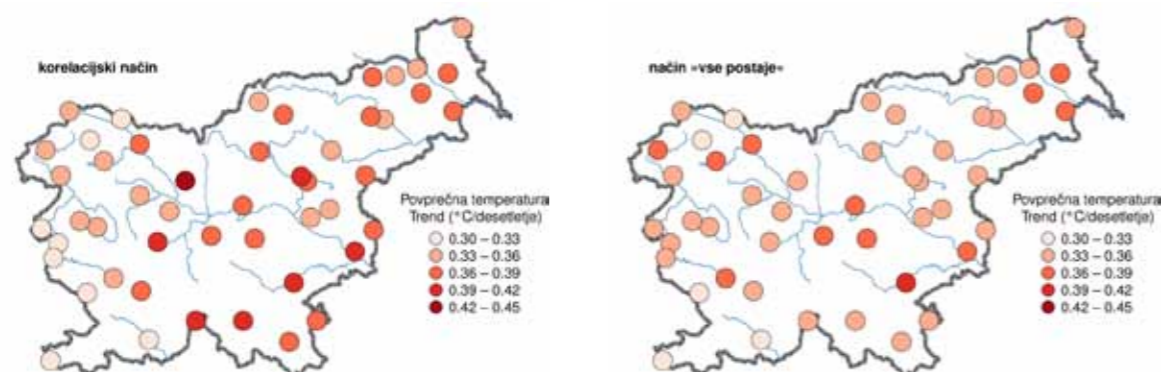 korelacijski način
Povprečna temperatura
Trend (°C/desetletje)
0.30 – 0.33
0.33 – 0.36
0.36 – 0.39
0.39 – 0.42
0.42 – 0.45
način »vse postaje«
Povprečna temperatura
Trend (°C/desetletje)
0.30 – 0.33
0.33 – 0.36
0.36 – 0.39
0.39 – 0.42
0.42 – 0.45